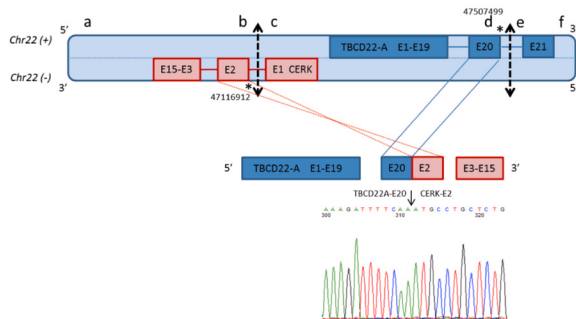 47507499
5' a b c d * e f 3'
Chr22 (+)
TBCD22-A E1-E19 E20 E21
Chr22 (-)
E15-E3 E2 E1 CERK
3' * 5'
47116912
5' TBCD22-A E1-E19 E20 E2 E3-E15 3'
TBCD22A-E20 CERK-E2
A A A G A T T T T C A A A T G C C T G C T C T G
300 310 320